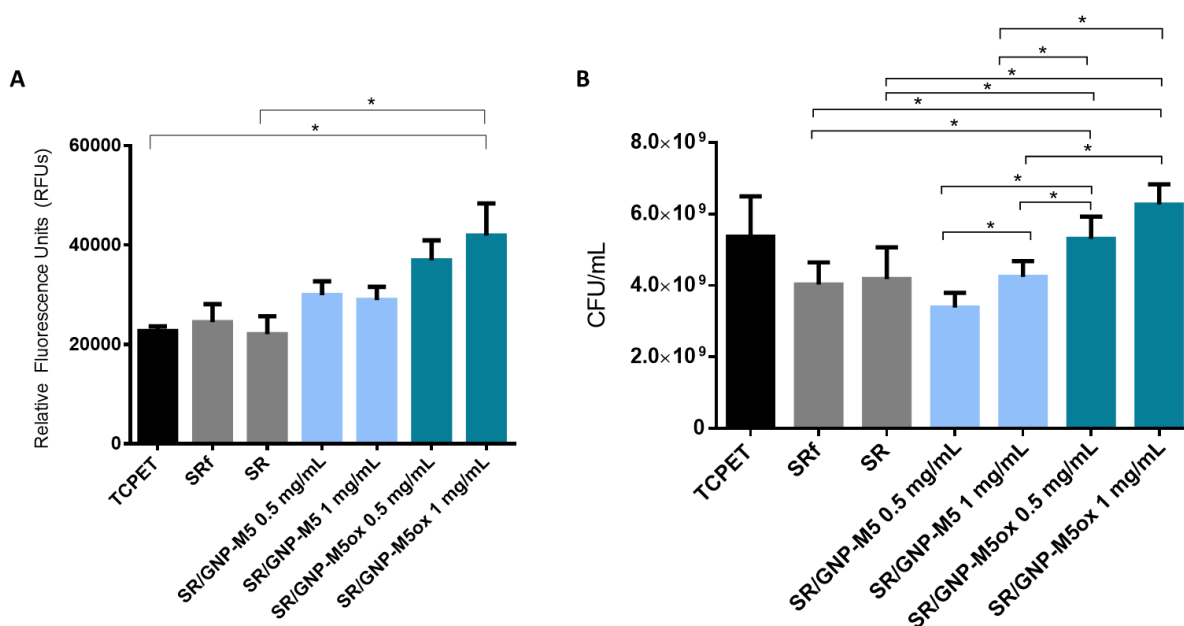 A
*
*
60000
40000
20000
0
Relative Fluorescence Units (RFUs)
TCPET
SRf
SR
SR/GNP-M5 0.5 mg/mL
SR/GNP-M5 1 mg/mL
SR/GNP-M5ox 0.5 mg/mL
SR/GNP-M5ox 1 mg/mL
B
*
*
*
*
*
*
*
*
*
*
8.0×10⁹
6.0×10⁹
4.0×10⁹
2.0×10⁹
0
CFU/mL
TCPET
SRf
SR
SR/GNP-M5 0.5 mg/mL
SR/GNP-M5 1 mg/mL
SR/GNP-M5ox 0.5 mg/mL
SR/GNP-M5ox 1 mg/mL